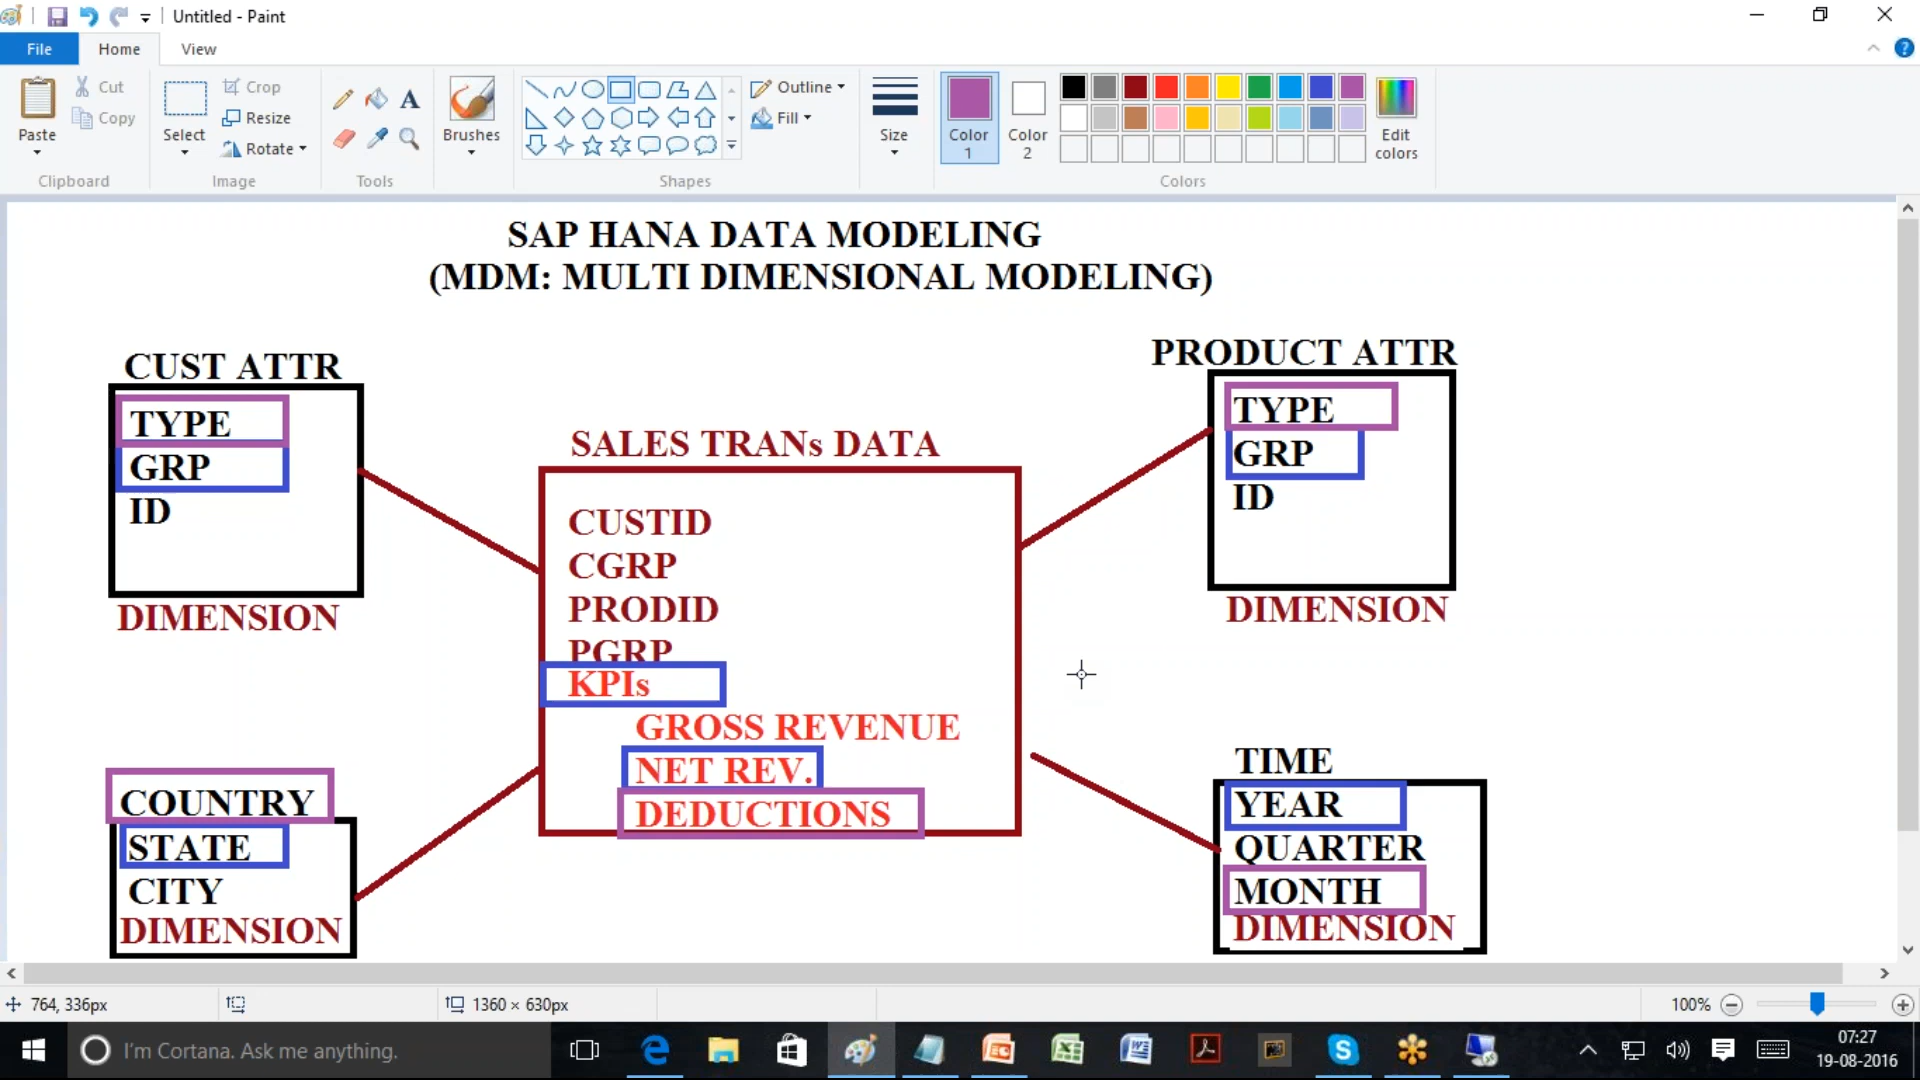 Untitled - Paint
File
Home
View
Paste
Cut
Copy
Clipboard
Select
Crop
Resize
Rotate
Image
Tools
Brushes
Outline
Fill
Shapes
Size
Color 1
Color 2
Edit colors
Colors
SAP HANA DATA MODELING
(MDM: MULTI DIMENSIONAL MODELING)
CUST ATTR
TYPE
GRP
ID
DIMENSION
PRODUCT ATTR
TYPE
GRP
ID
DIMENSION
SALES TRANs DATA
CUSTID
CGRP
PRODID
PGRP
KPIs
GROSS REVENUE
NET REV.
DEDUCTIONS
COUNTRY
STATE
CITY
DIMENSION
TIME
YEAR
QUARTER
MONTH
DIMENSION
764, 336px
1360 × 630px
100%
I'm Cortana. Ask me anything.
07:27
19-08-2016